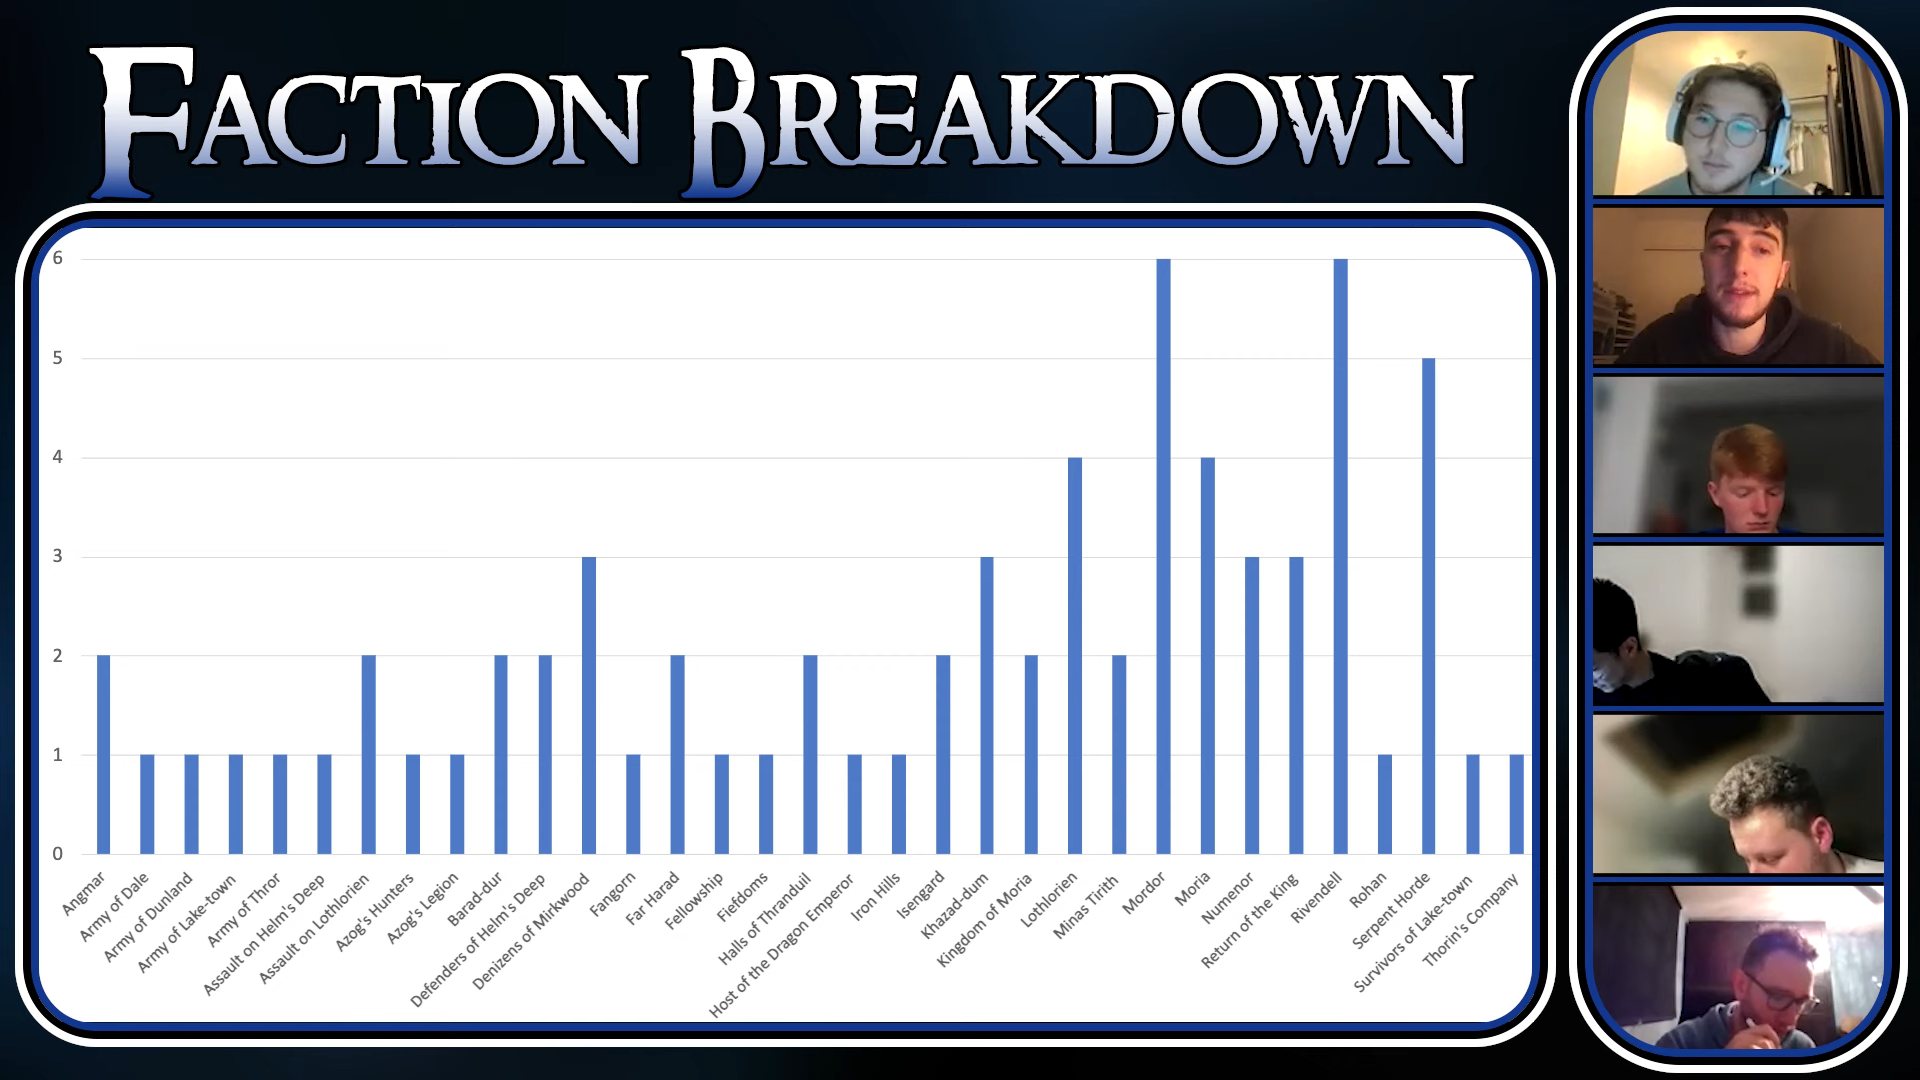 FACTION BREAKDOWN
6
5
4
3
2
1
0
Angmar
Army of Dale
Army of Dunland
Army of Lake-town
Army of Thror
Assault on Helm's Deep
Assault on Lothlorien
Azog's Hunters
Azog's Legion
Barad-dur
Defenders of Helm's Deep
Denizens of Mirkwood
Fangorn
Far Harad
Fellowship
Fiefdoms
Halls of Thranduil
Host of the Dragon Emperor
Iron Hills
Isengard
Khazad-dum
Kingdom of Moria
Lothlorien
Minas Tirith
Mordor
Moria
Numenor
Return of the King
Rivendell
Rohan
Serpent Horde
Survivors of Lake-town
Thorin's Company